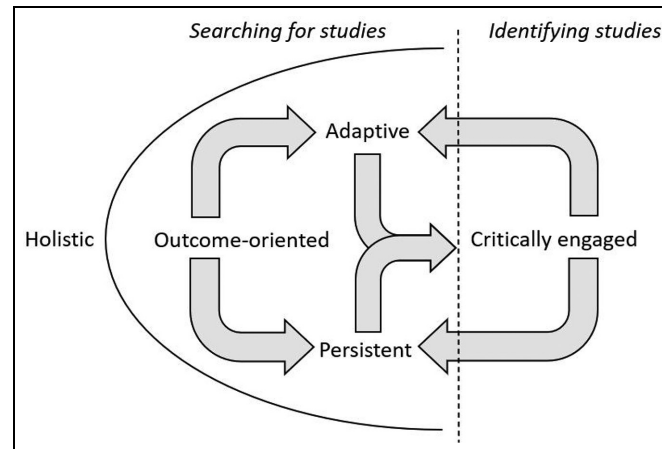 Searching for studies
Identifying studies
Adaptive
Holistic
Outcome-oriented
Critically engaged
Persistent